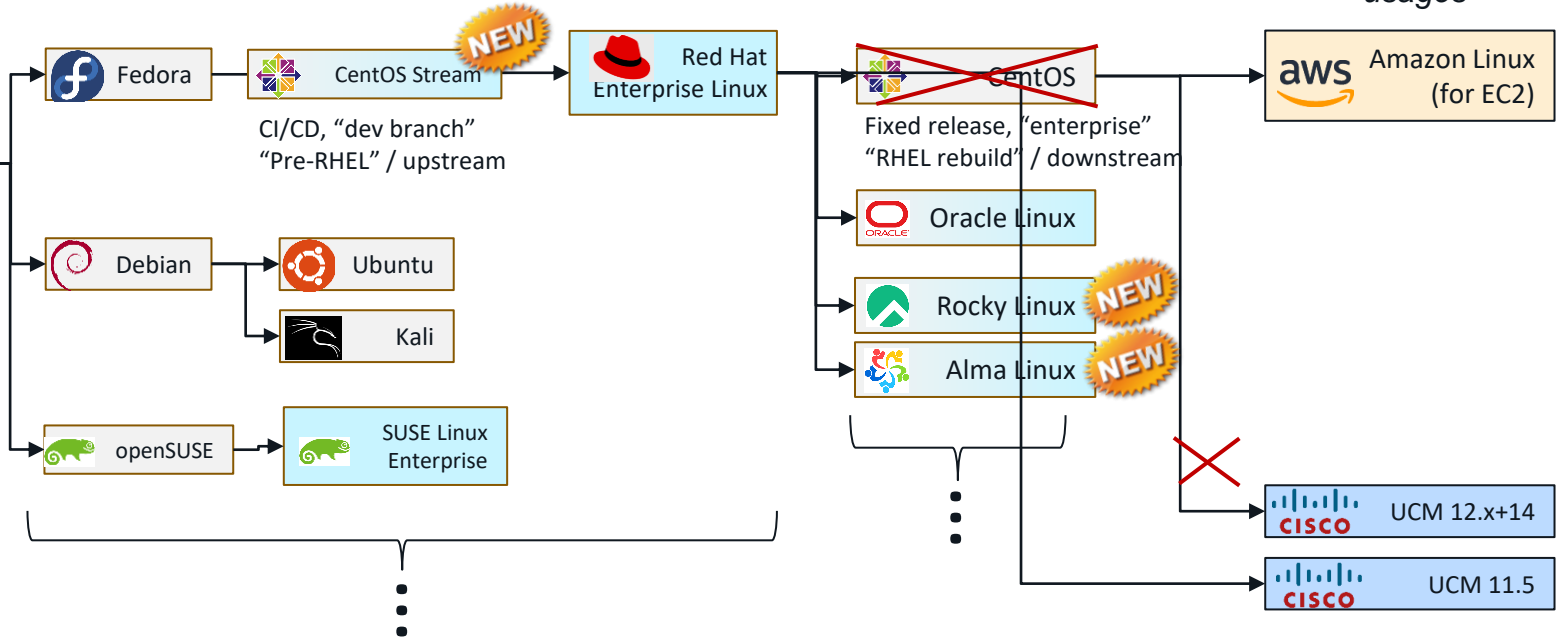 usages
Fedora
CentOS Stream
NEW
Red Hat
Enterprise Linux
CentOS
aws
Amazon Linux
(for EC2)
CI/CD, “dev branch”
“Pre-RHEL” / upstream
Fixed release, “enterprise”
“RHEL rebuild” / downstream
ORACLE
Oracle Linux
Debian
Ubuntu
Rocky Linux
NEW
Kali
Alma Linux
NEW
openSUSE
SUSE Linux
Enterprise
CISCO
UCM 12.x+14
CISCO
UCM 11.5